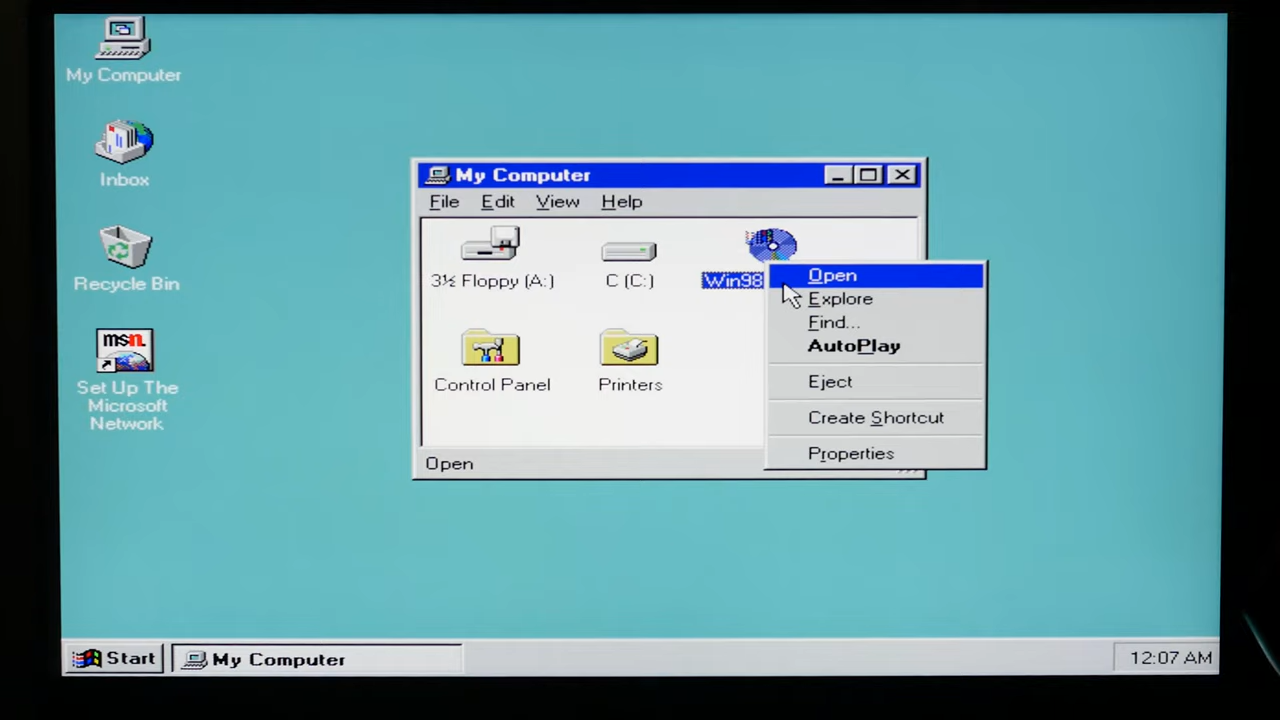 My Computer
Inbox
Recycle Bin
msn.
Set Up The
Microsoft
Network
My Computer
File Edit View Help
3½ Floppy (A:)
C (C:)
Win98
Control Panel
Printers
Open
Explore
Find...
AutoPlay
Eject
Create Shortcut
Properties
Open
Start
My Computer
12:07 AM